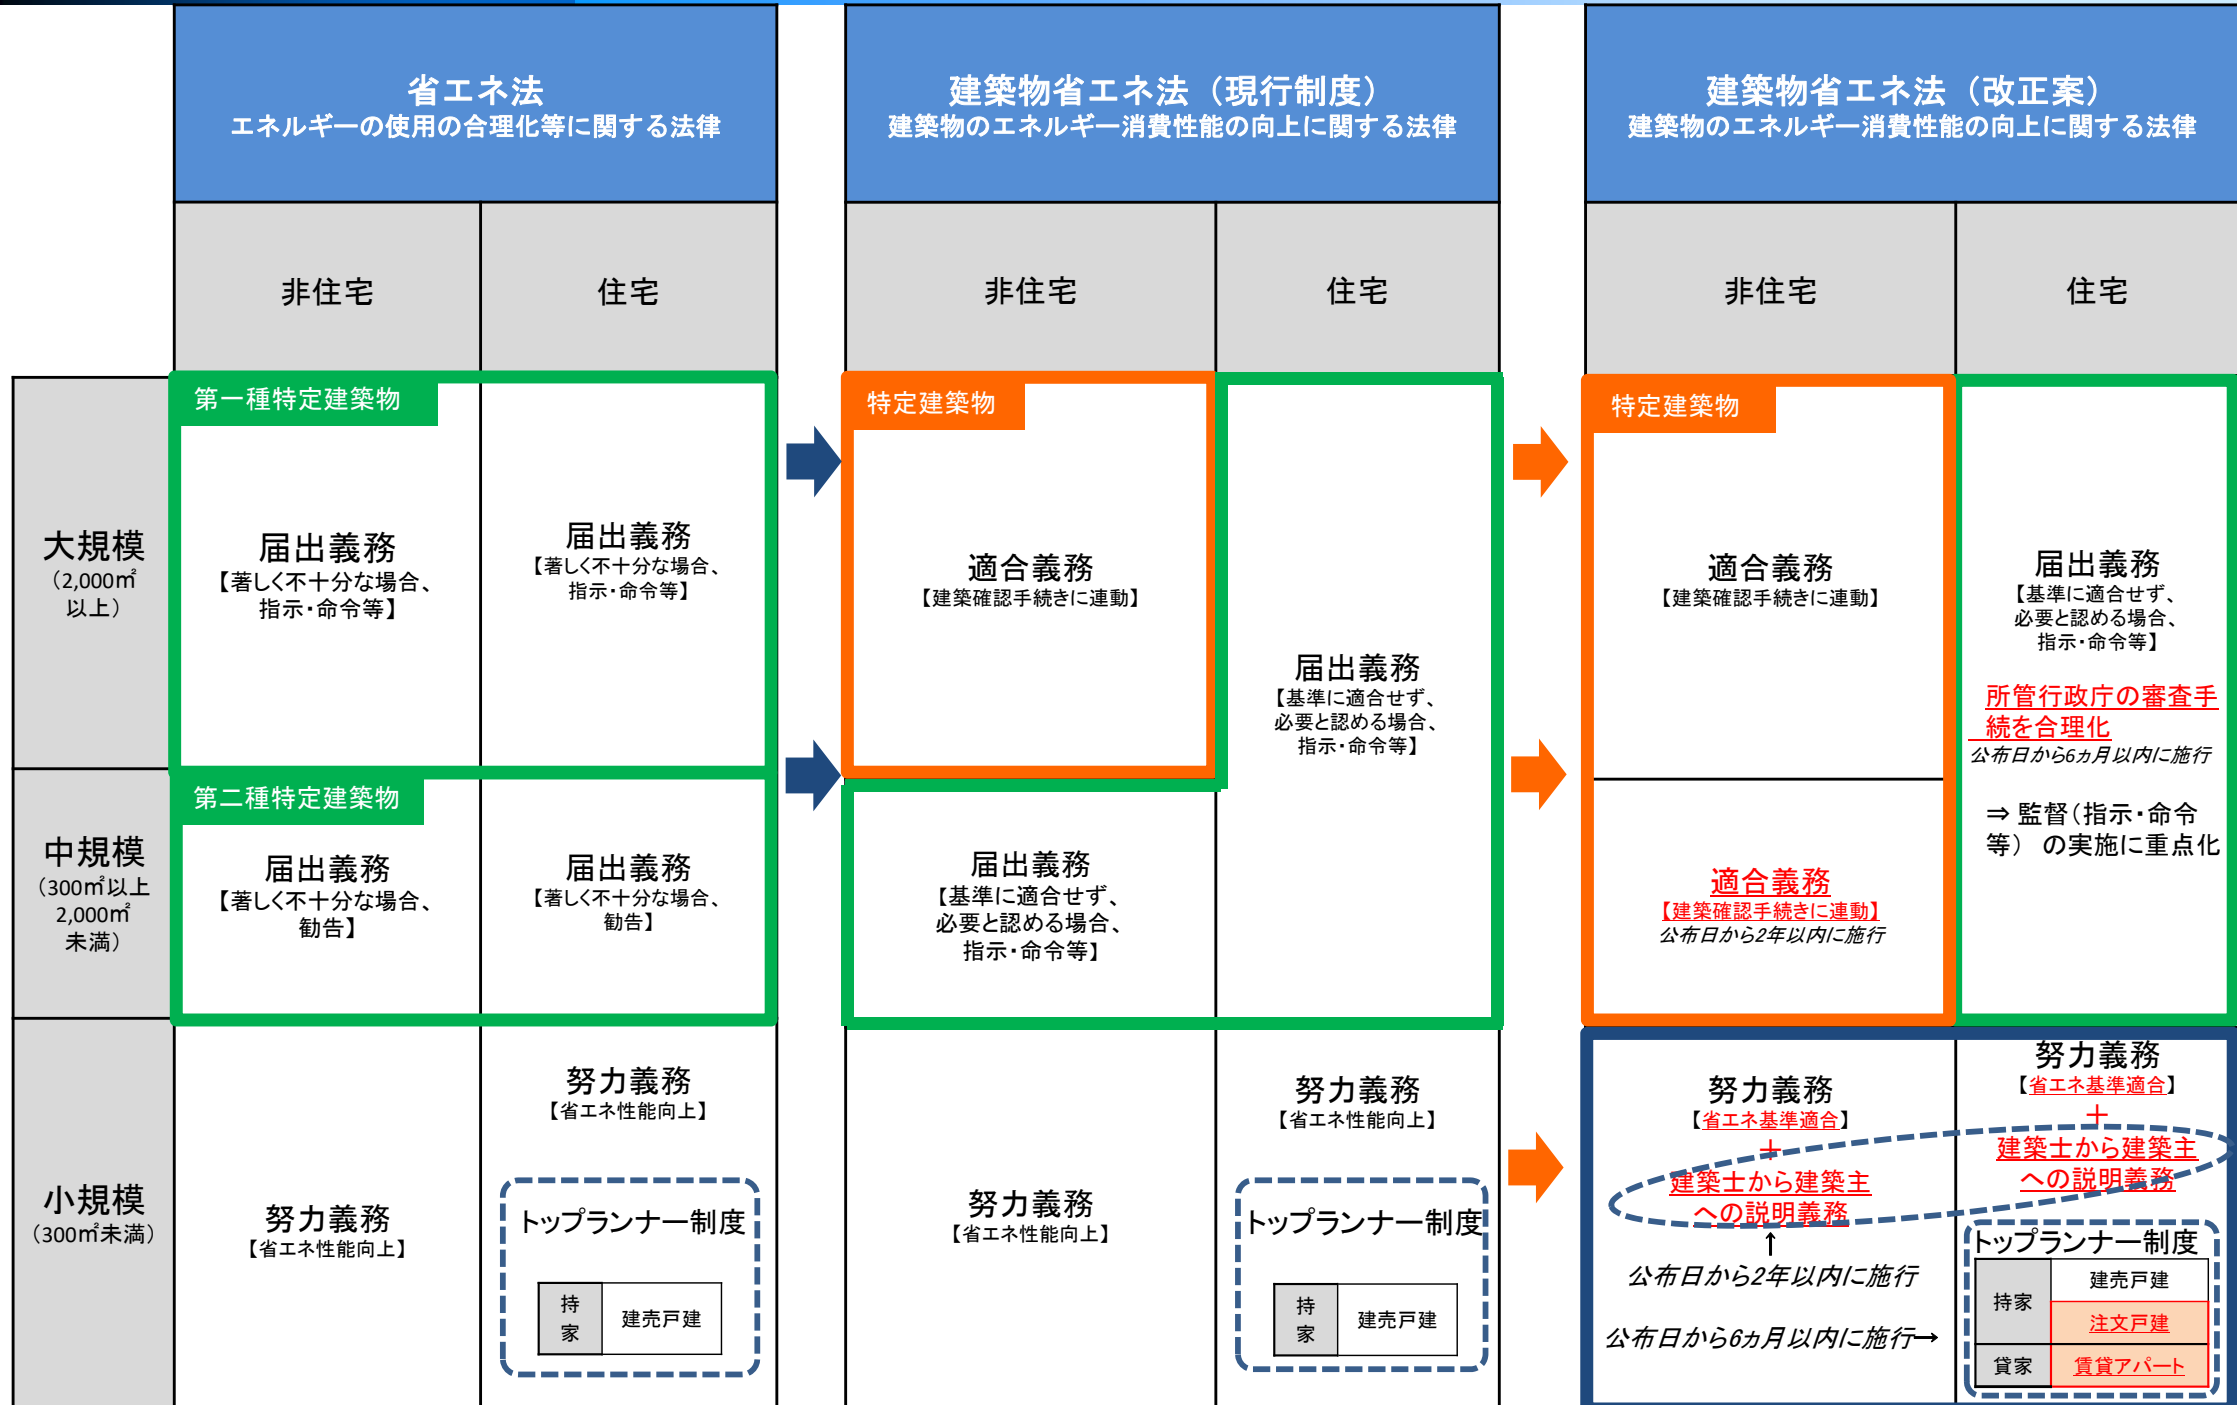 省エネ法
エネルギーの使用の合理化等に関する法律
建築物省エネ法（現行制度）
建築物のエネルギー消費性能の向上に関する法律
建築物省エネ法（改正案）
建築物のエネルギー消費性能の向上に関する法律
非住宅
住宅
非住宅
住宅
非住宅
住宅
大規模
（2,000㎡
以上）
第一種特定建築物
届出義務
【著しく不十分な場合、
指示・命令等】
届出義務
【著しく不十分な場合、
指示・命令等】
特定建築物
適合義務
【建築確認手続きに連動】
届出義務
【基準に適合せず、
必要と認める場合、
指示・命令等】
特定建築物
適合義務
【建築確認手続きに連動】
届出義務
【基準に適合せず、
必要と認める場合、
指示・命令等】
所管行政庁の審査手
続を合理化
公布日から6ヵ月以内に施行
⇒ 監督（指示・命令
等） の実施に重点化
中規模
（300㎡以上
2,000㎡
未満）
第二種特定建築物
届出義務
【著しく不十分な場合、
勧告】
届出義務
【著しく不十分な場合、
勧告】
届出義務
【基準に適合せず、
必要と認める場合、
指示・命令等】
適合義務
【建築確認手続きに連動】
公布日から2年以内に施行
小規模
（300㎡未満）
努力義務
【省エネ性能向上】
努力義務
【省エネ性能向上】
トップランナー制度
持
家
建売戸建
努力義務
【省エネ性能向上】
努力義務
【省エネ性能向上】
トップランナー制度
持
家
建売戸建
努力義務
【省エネ基準適合】
＋
建築士から建築主
への説明義務
↑
公布日から2年以内に施行
公布日から6ヵ月以内に施行→
努力義務
【省エネ基準適合】
＋
建築士から建築主
への説明義務
トップランナー制度
持家
建売戸建
注文戸建
貸家
賃貸アパート